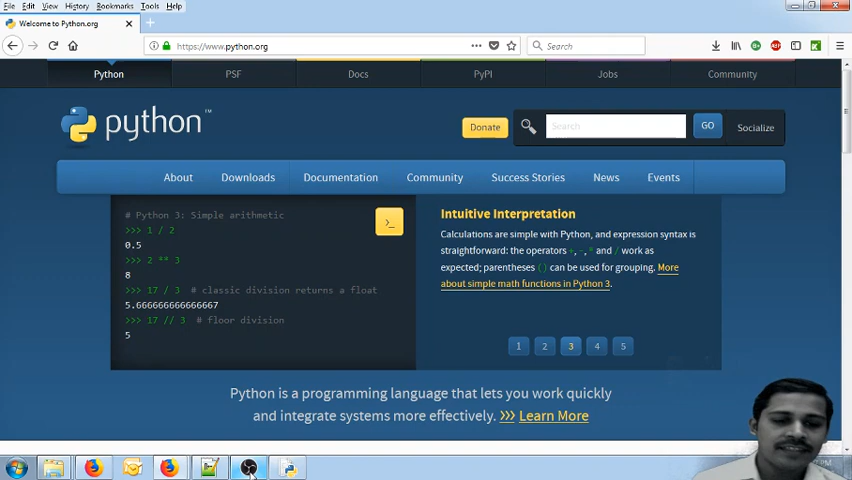 File Edit View History Bookmarks Tools Help
Welcome to Python.org
https://www.python.org
Search
Python PSF Docs PyPI Jobs Community
python™
Donate
Search
GO
Socialize
About Downloads Documentation Community Success Stories News Events
# Python 3: Simple arithmetic
>>> 1 / 2
0.5
>>> 2 ** 3
8
>>> 17 / 3 # classic division returns a float
5.666666666666667
>>> 17 // 3 # floor division
5
>_
Intuitive Interpretation
Calculations are simple with Python, and expression syntax is
straightforward: the operators +, -, * and / work as
expected; parentheses () can be used for grouping. More
about simple math functions in Python 3.
1 2 3 4 5
Python is a programming language that lets you work quickly
and integrate systems more effectively. >>> Learn More